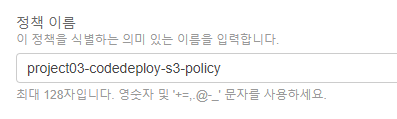 정책 이름
이 정책을 식별하는 의미 있는 이름을 입력합니다.
project03-codedeploy-s3-policy
최대 128자입니다. 영숫자 및 '+=,.@-_' 문자를 사용하세요.